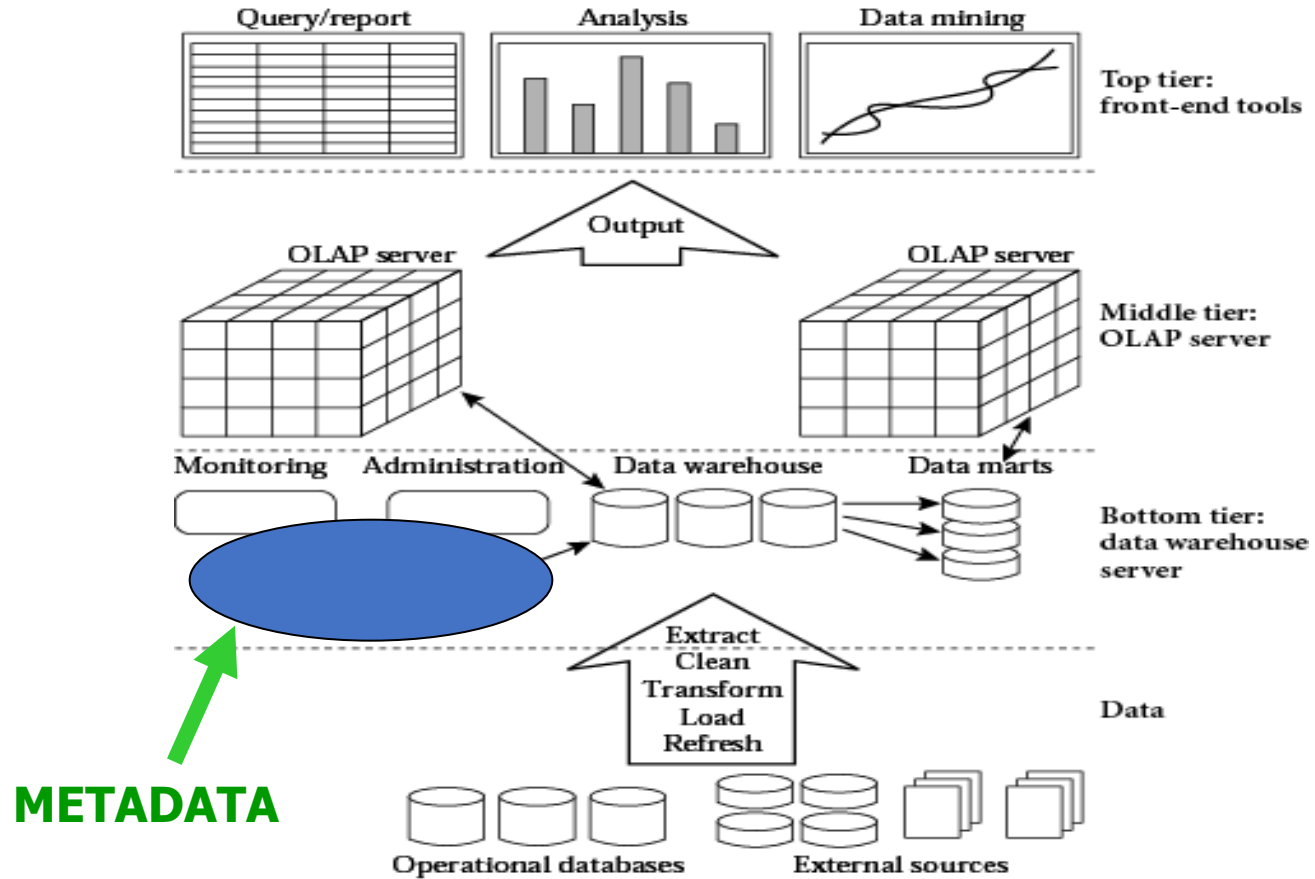 Query/report
Analysis
Data mining
Top tier:
front-end tools
Output
OLAP server
OLAP server
Middle tier:
OLAP server
Monitoring
Administration
Data warehouse
Data marts
Bottom tier:
data warehouse
server
Extract
Clean
Transform
Load
Refresh
Data
METADATA
Operational databases
External sources